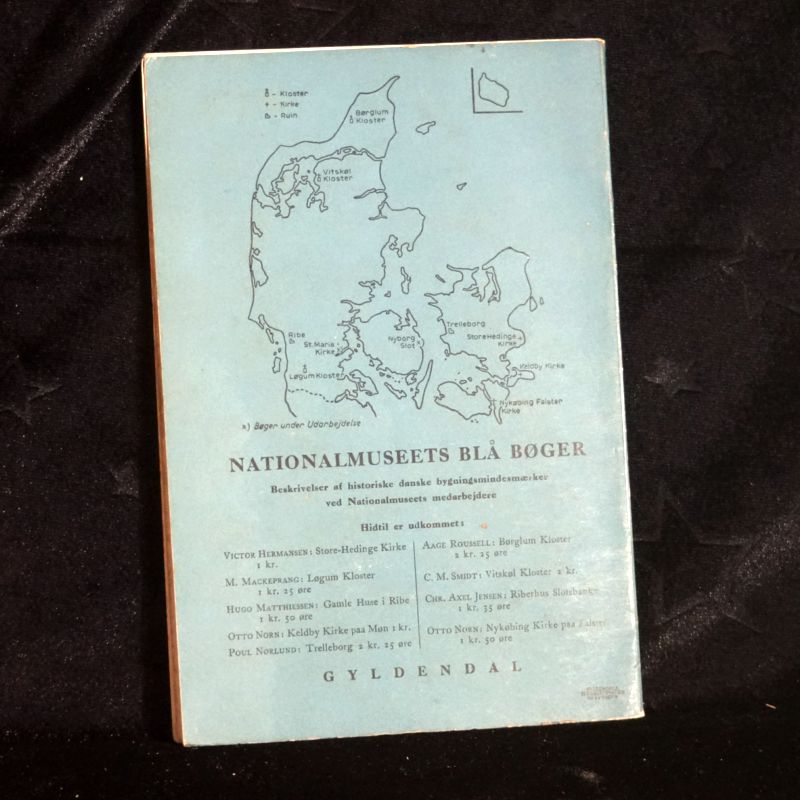 - Kloster
- Kirke
- Ruin
Børglum
Kloster
Vitskøl
Kloster
Ribe
St. Maria
Kirke
Løgum Kloster
Nyborg
Slot
Trelleborg
Store Hedinge
Kirke
Keldby Kirke
Nykøbing Falster
Kirke
x) Bøger under Udarbejdelse
NATIONALMUSEETS BLÅ BØGER
Beskrivelser af historiske danske bygningsmindesmærker
ved Nationalmuseets medarbejdere
Hidtil er udkommet:
VICTOR HERMANSEN: Store-Hedinge Kirke
1 kr.
M. MACKEPRANG: Løgum Kloster
1 kr. 25 øre
HUGO MATTHIESSEN: Gamle Huse i Ribe
1 kr. 50 øre
OTTO NORN: Keldby Kirke paa Møn 1 kr.
POUL NØRLUND: Trelleborg 2 kr. 25 øre
AAGE ROUSSELL: Børglum Kloster
2 kr. 25 øre
C. M. SMIDT: Vitskøl Kloster 2 kr.
CHR. AXEL JENSEN: Riberhus Slotsbanke
1 kr. 35 øre
OTTO NORN: Nykøbing Kirke paa Falster
1 kr. 50 øre
GYLDENDAL